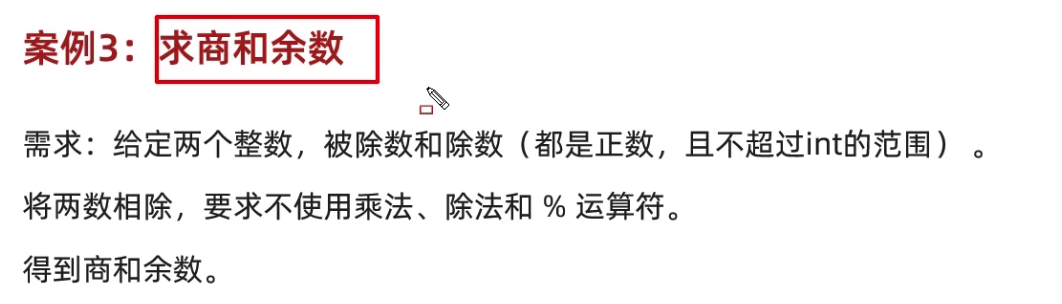 案例3：求商和余数
需求：给定两个整数，被除数和除数（都是正数，且不超过int的范围） 。
将两数相除，要求不使用乘法、除法和 % 运算符。
得到商和余数。